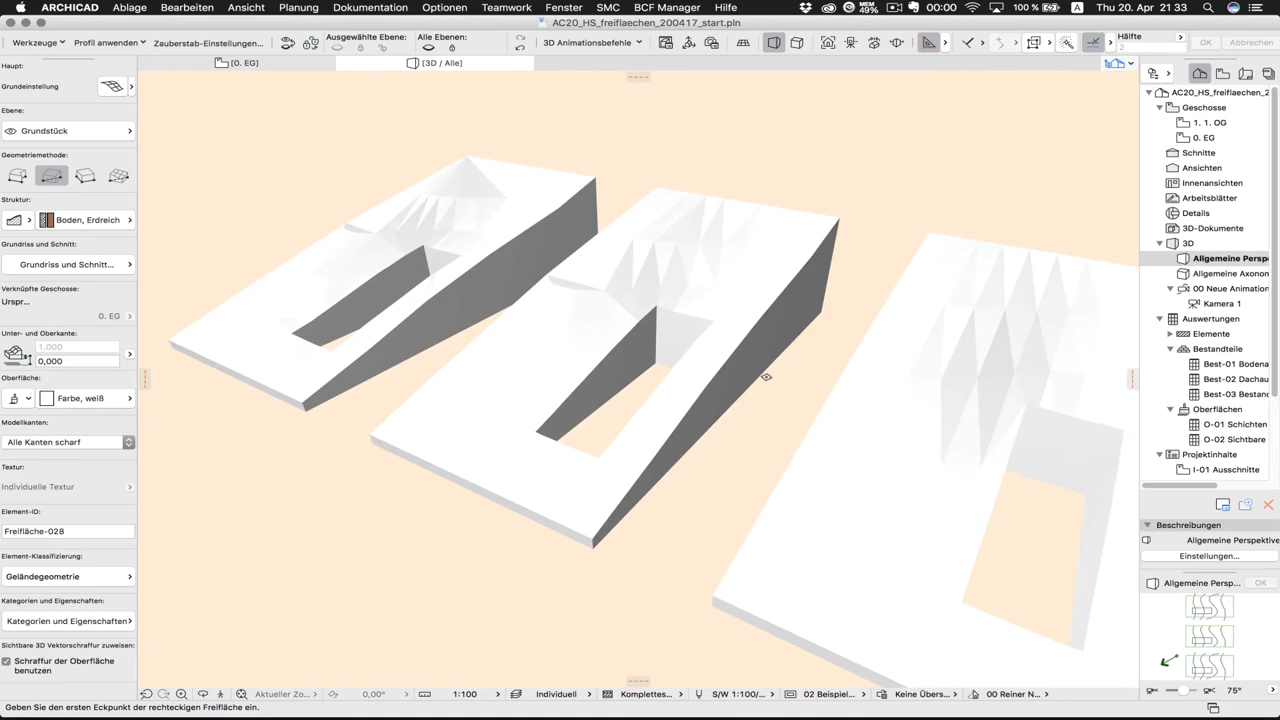 ARCHICAD Ablage Bearbeiten Ansicht Planung Dokumentation Optionen Teamwork Fenster SMC BCF Manager Hilfe MEM 49% 00:00 100 % A Thu 20. Apr 21:33
AC20_HS_freiflaechen_200417_start.pln
Werkzeuge Profil anwenden Zauberstab-Einstellungen... Ausgewählte Ebene: Alle Ebenen: 3D Animationsbefehle Hälfte 2 OK Abbrechen
[0. EG] [3D / Alle]
Haupt:
Grundeinstellung
Ebene:
Grundstück
Geometriemethode:
Struktur:
Boden, Erdreich
Grundriss und Schnitt:
Grundriss und Schnitt...
Verknüpfte Geschosse:
Urspr...
0. EG
Unter- und Oberkante:
1,000
0,000
Oberfläche:
Farbe, weiß
Modellkanten:
Alle Kanten scharf
Textur:
Individuelle Textur
Element-ID:
Freifläche-028
Element-Klassifizierung:
Geländegeometrie
Kategorien und Eigenschaften:
Kategorien und Eigenschaften
Sichtbare 3D Vektorschraffur zuweisen:
Schraffur der Oberfläche
benutzen
AC20_HS_freiflaechen_2
Geschosse
1. 1. OG
0. EG
Schnitte
Ansichten
Innenansichten
Arbeitsblätter
Details
3D-Dokumente
3D
Allgemeine Persp
Allgemeine Axonom
00 Neue Animation
Kamera 1
Auswertungen
Elemente
Bestandteile
Best-01 Bodena
Best-02 Dachau
Best-03 Bestand
Oberflächen
O-01 Schichten
O-02 Sichtbare
Projektinhalte
I-01 Ausschnitte
Beschreibungen
Allgemeine Perspektive
Einstellungen...
Allgemeine Persp... OK
75°
Aktueller Zo... 0,00° 1:100 Individuell Komplettes... S/W 1:100/... 02 Beispiel... Keine Übers... 00 Reiner N...
Geben Sie den ersten Eckpunkt der rechteckigen Freifläche ein.